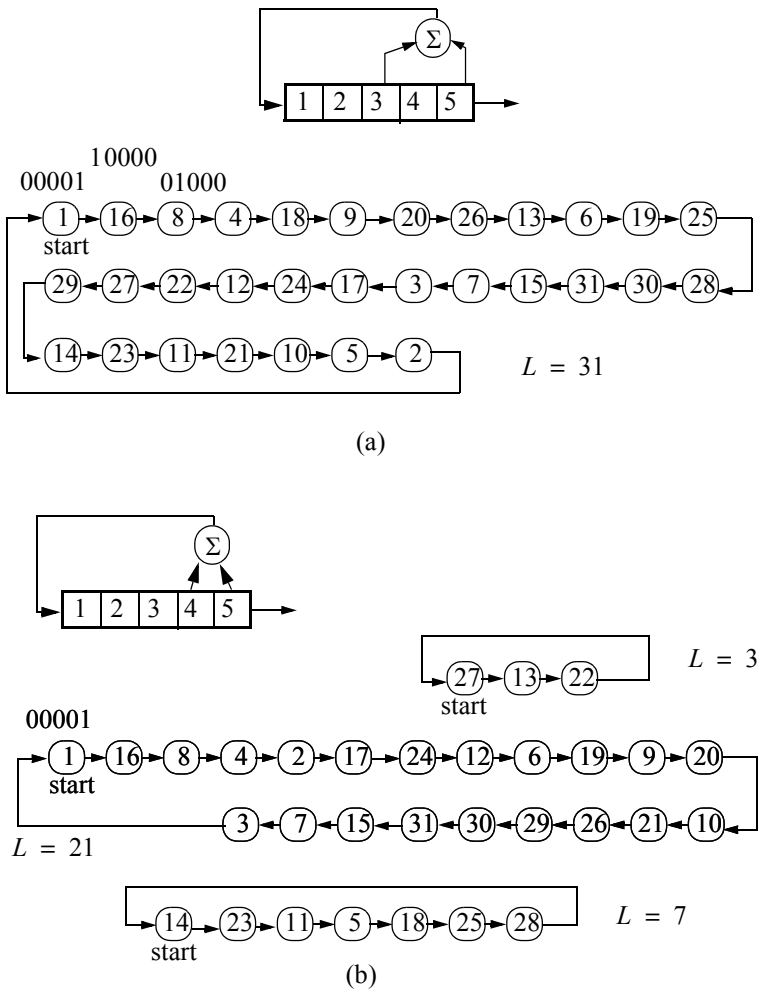 Σ
1 2 3 4 5
10000
00001 01000
1 16 8 4 18 9 20 26 13 6 19 25
start
29 27 22 12 24 17 3 7 15 31 30 28
14 23 11 21 10 5 2
L = 31
(a)
Σ
1 2 3 4 5
L = 3
27 13 22
start
00001
1 16 8 4 2 17 24 12 6 19 9 20
start
3 7 15 31 30 29 26 21 10
L = 21
14 23 11 5 18 25 28
L = 7
start
(b)